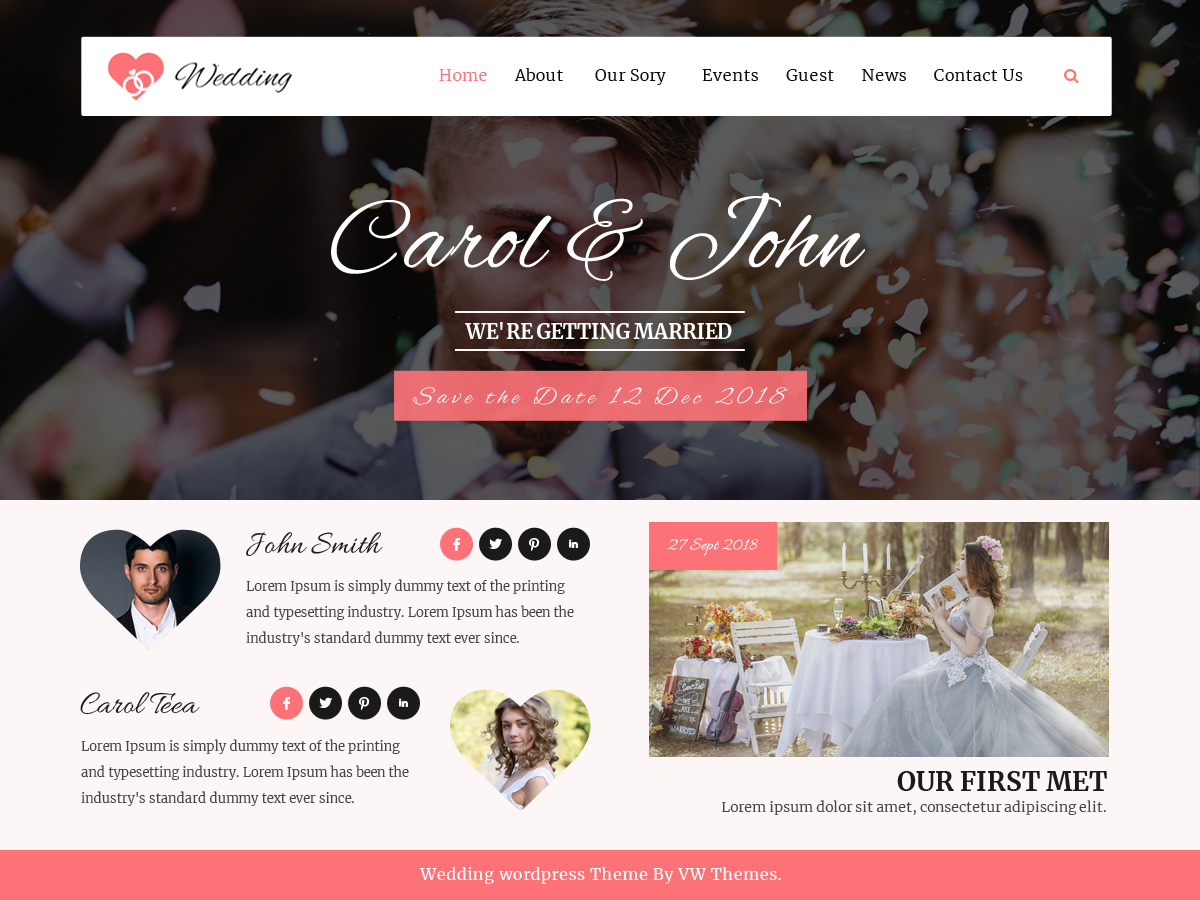 Wedding
Home About Our Sory Events Guest News Contact Us
Carol & John
WE'RE GETTING MARRIED
Save the Date 12 Dec 2018
John Smith
Lorem Ipsum is simply dummy text of the printing
and typesetting industry. Lorem Ipsum has been the
industry's standard dummy text ever since.
Carol Teea
Lorem Ipsum is simply dummy text of the printing
and typesetting industry. Lorem Ipsum has been the
industry's standard dummy text ever since.
27 Sept 2018
OUR FIRST MET
Lorem ipsum dolor sit amet, consectetur adipiscing elit.
Wedding wordpress Theme By VW Themes.